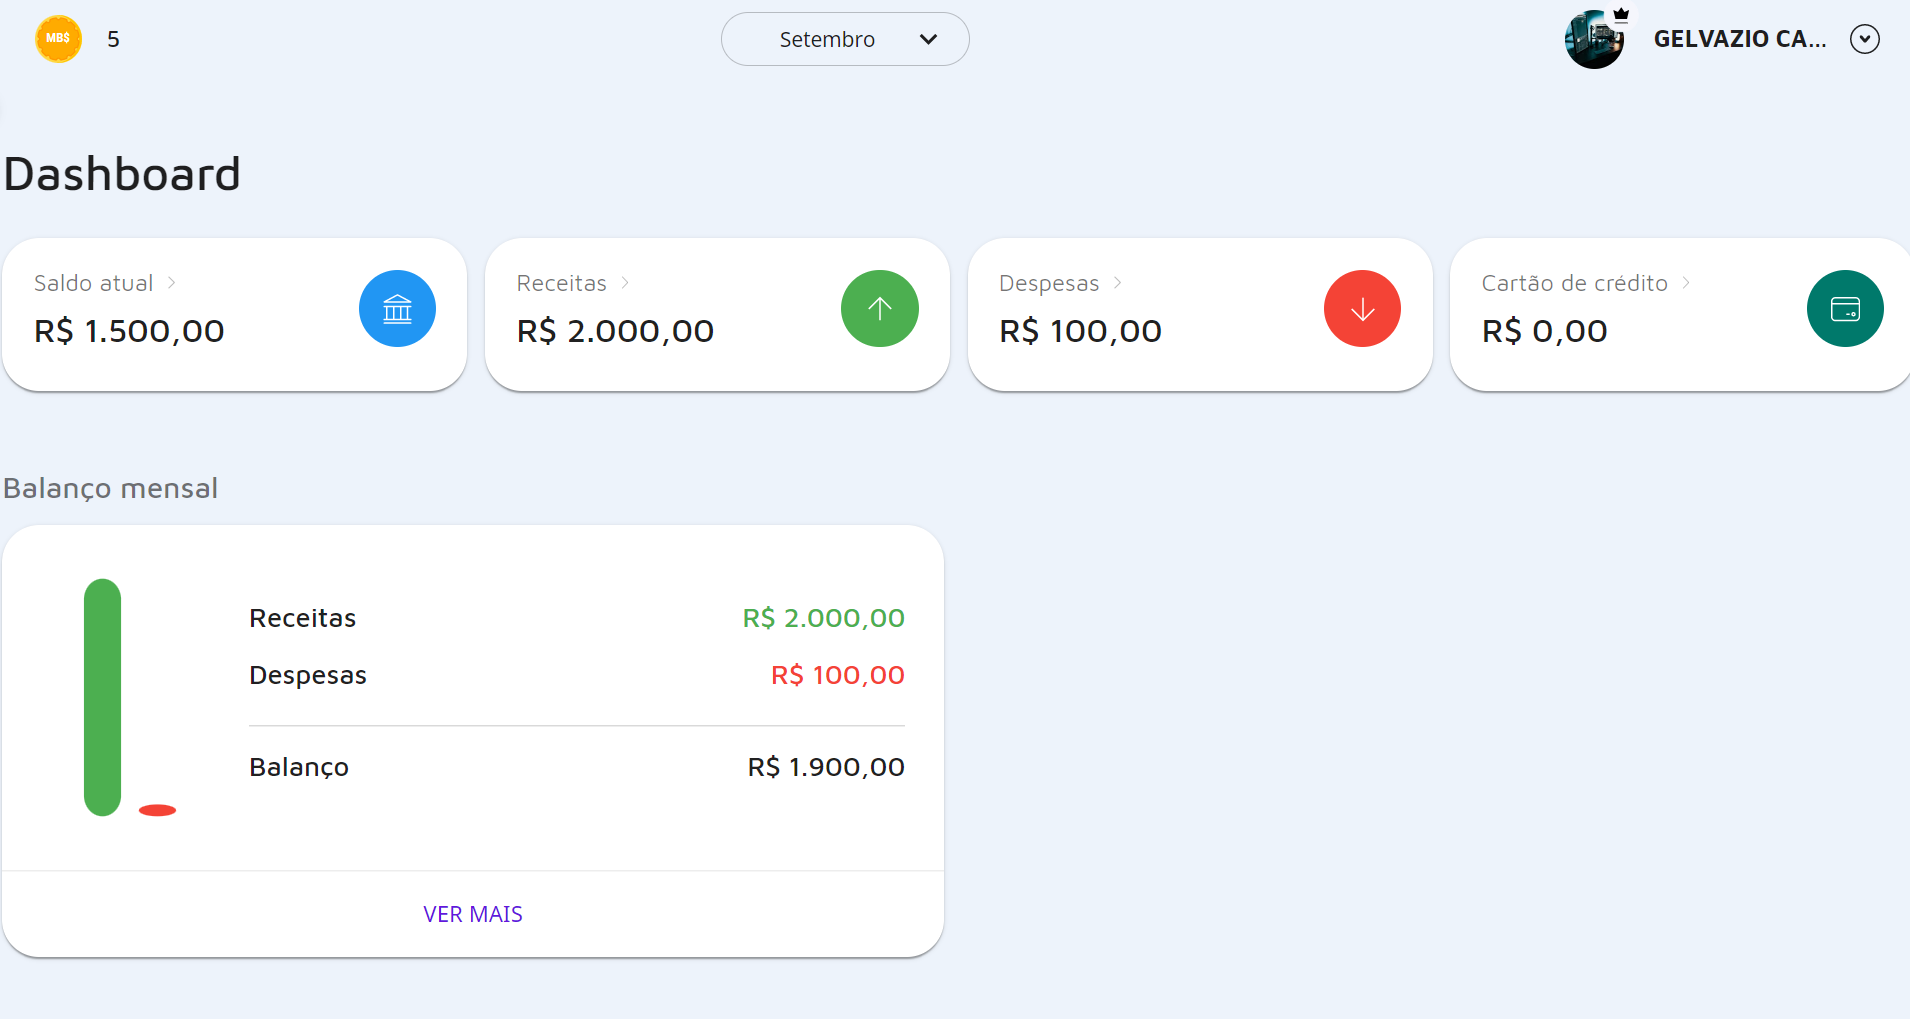 MB$
5
Setembro
GELVAZIO CA...
Dashboard
Saldo atual
R$ 1.500,00
Receitas
R$ 2.000,00
Despesas
R$ 100,00
Cartão de crédito
R$ 0,00
Balanço mensal
Receitas R$ 2.000,00
Despesas R$ 100,00
Balanço R$ 1.900,00
VER MAIS